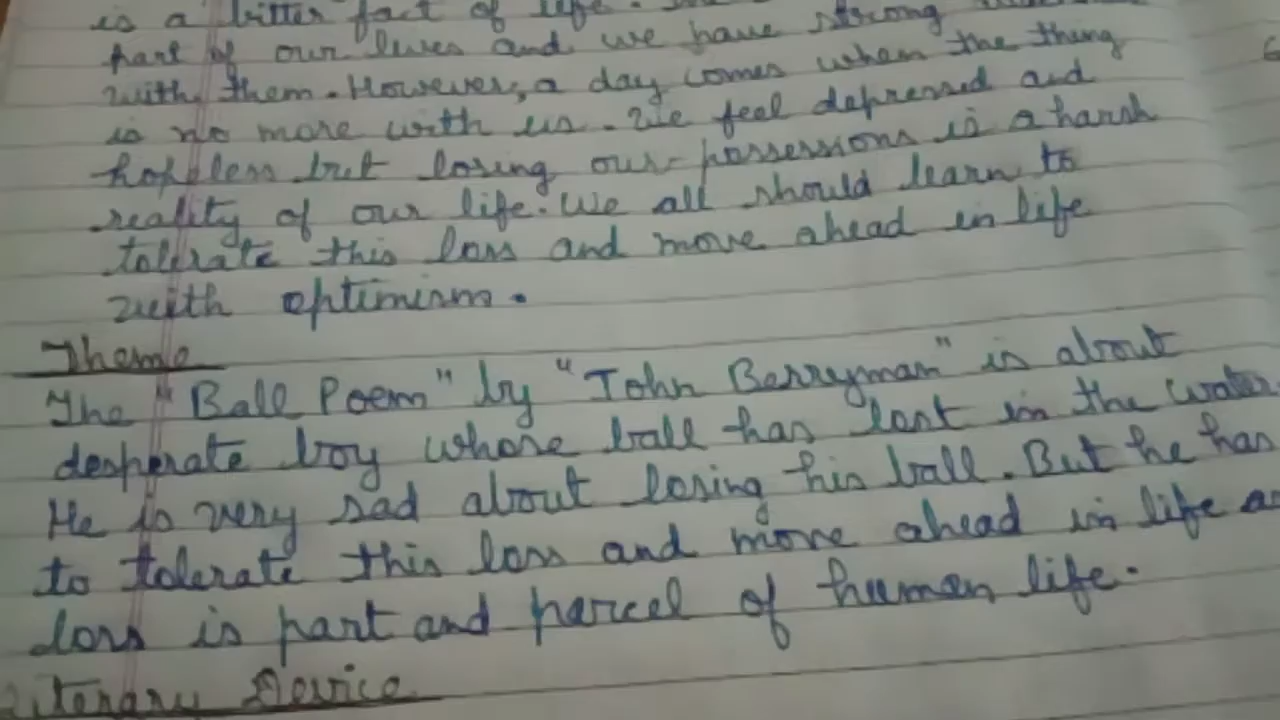 is a bitter fact of life.
part of our lives and we have strong
with them. However, a day comes when the thing
is no more with us. We feel depressed and
hopeless but losing our possessions is a harsh
reality of our life. We all should learn to
tolerate this loss and move ahead in life
with optimism.
Theme
The "Ball Poem" by "John Berryman" is about
desperate boy whose ball has lost in the water
He is very sad about losing his ball. But he has
to tolerate this loss and move ahead in life as
loss is part and parcel of human life.
Literary Device